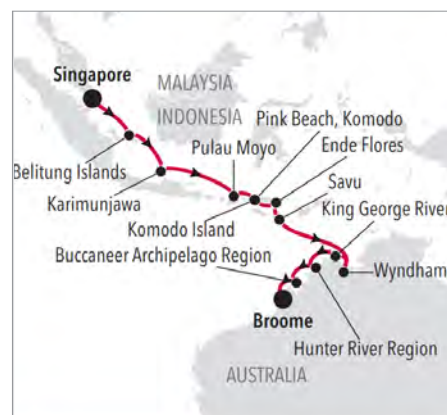 Singapore
MALAYSIA
INDONESIA
Pink Beach, Komodo
Pulau Moyo
Ende Flores
Belitung Islands
Savu
Karimunjawa
King George River
Komodo Island
Buccaneer Archipelago Region
Wyndham
Broome
Hunter River Region
AUSTRALIA